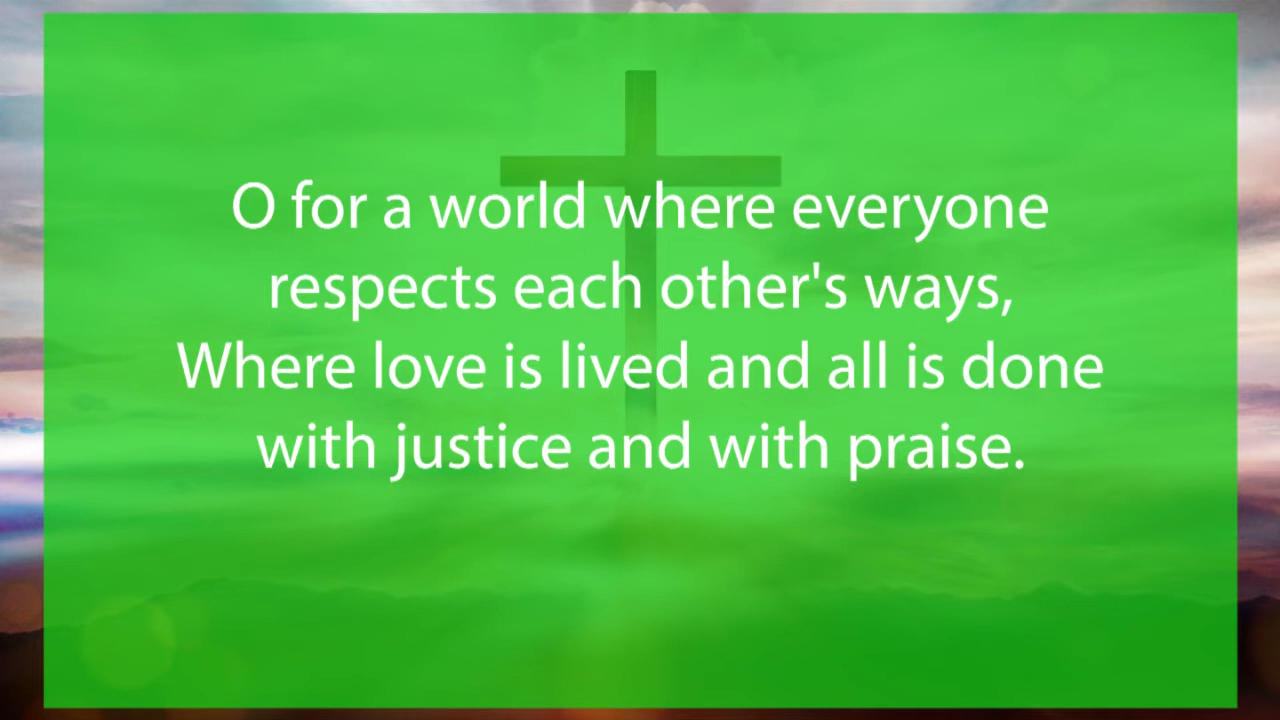 O for a world where everyone
respects each other's ways,
Where love is lived and all is done
with justice and with praise.